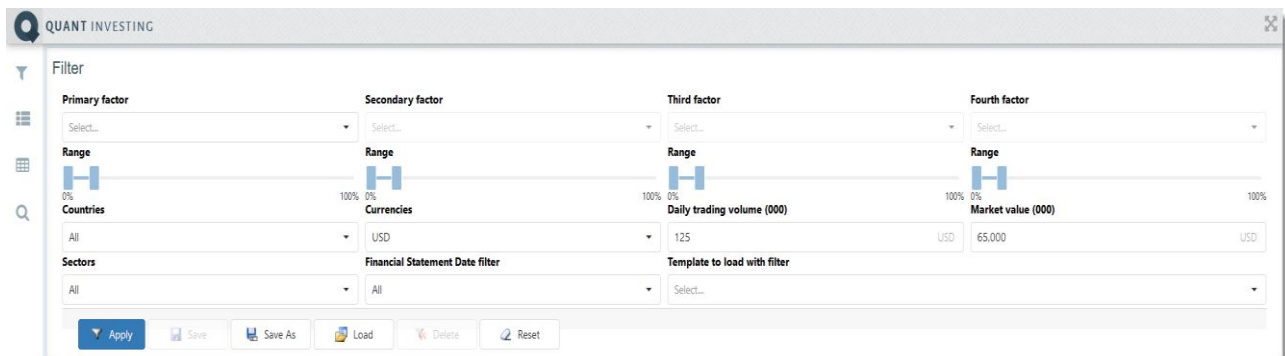 QUANT INVESTING
Filter
Primary factor Secondary factor Third factor Fourth factor
Select... Select... Select... Select...
Range Range Range Range
0% 100% 0% 100% 0% 100% 0% 100%
Countries Currencies Daily trading volume (000) Market value (000)
All USD 125 USD 65,000 USD
Sectors Financial Statement Date filter Template to load with filter
All All Select...
Apply Save Save As Load Delete Reset